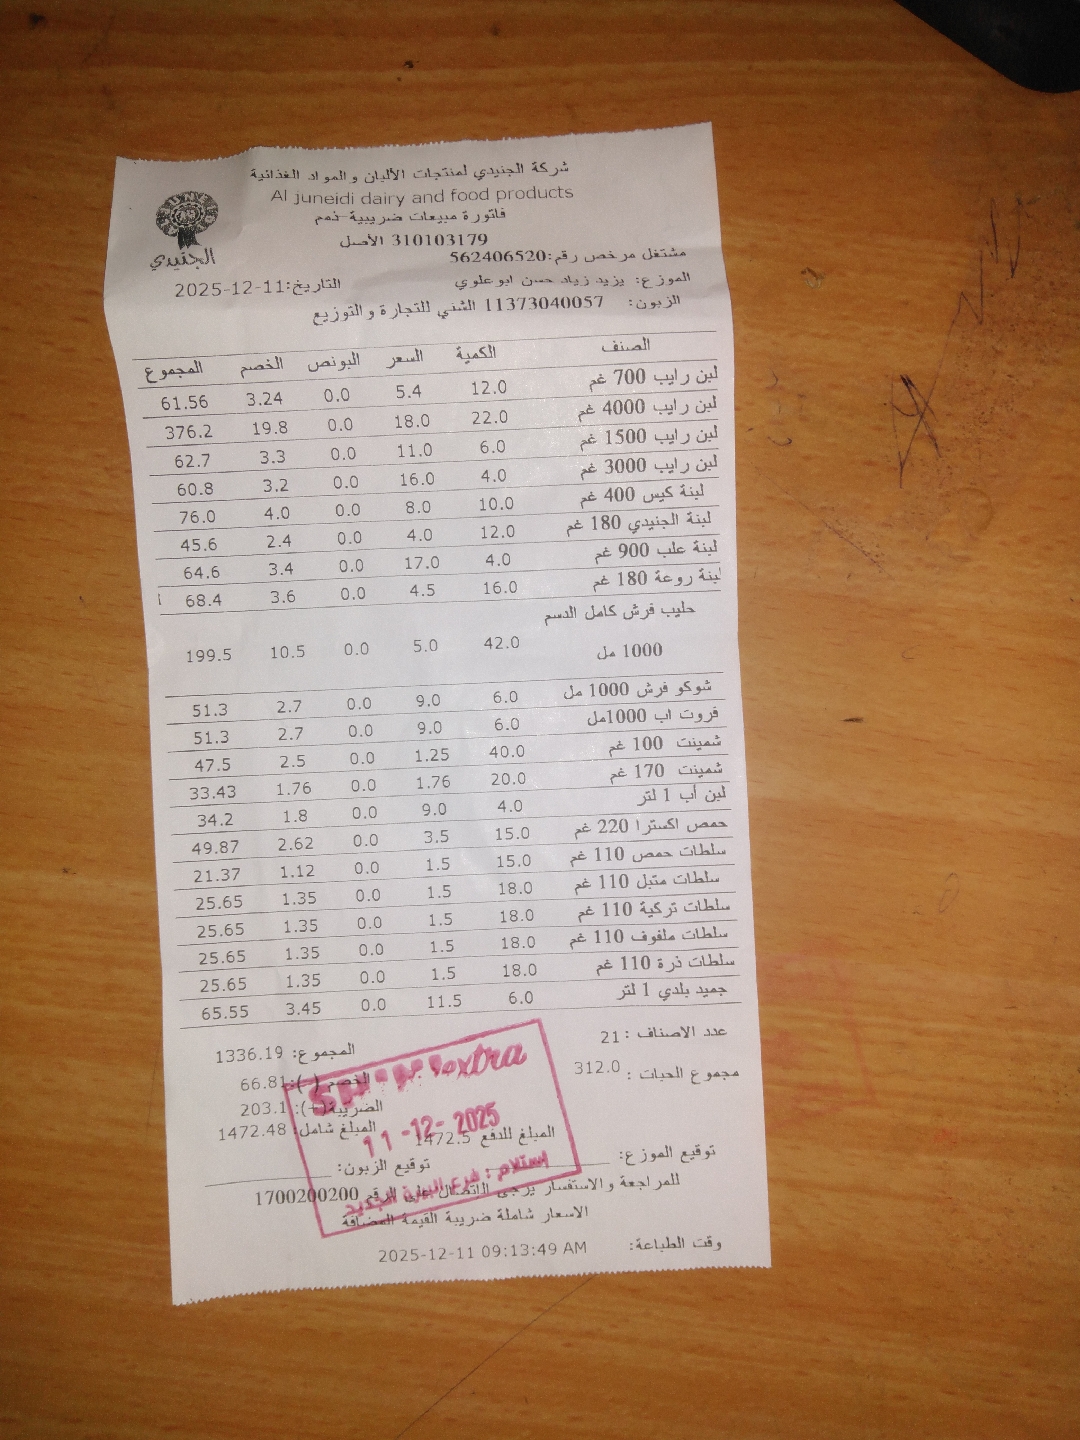 شركة الجنيدي لمنتجات الألبان والمواد الغذائية
Al juneidi dairy and food products
فاتورة مبيعات ضريبية-ذمم
310103179 الأصل
الجنيدي
مشتغل مرخص رقم:562406520
الموزع: يزيد زياد حسن ابو علوي التاريخ:11-12-2025
الزبون: 11373040057 الشني للتجارة والتوزيع
الصنف الكمية السعر البونص الخصم المجموع
لبن رايب 700 غم 12.0 5.4 0.0 3.24 61.56
لبن رايب 4000 غم 22.0 18.0 0.0 19.8 376.2
لبن رايب 1500 غم 6.0 11.0 0.0 3.3 62.7
لبن رايب 3000 غم 4.0 16.0 0.0 3.2 60.8
لبنة كيس 400 غم 10.0 8.0 0.0 4.0 76.0
لبنة الجنيدي 180 غم 12.0 4.0 0.0 2.4 45.6
لبنة علب 900 غم 4.0 17.0 0.0 3.4 64.6
لبنة روعة 180 غم 16.0 4.5 0.0 3.6 68.4
حليب فرش كامل الدسم
1000 مل 42.0 5.0 0.0 10.5 199.5
شوكو فرش 1000 مل 6.0 9.0 0.0 2.7 51.3
فروت اب 1000مل 6.0 9.0 0.0 2.7 51.3
شمينت 100 غم 40.0 1.25 0.0 2.5 47.5
شمينت 170 غم 20.0 1.76 0.0 1.76 33.43
لبن أب 1 لتر 4.0 9.0 0.0 1.8 34.2
حمص اكسترا 220 غم 15.0 3.5 0.0 2.62 49.87
سلطات حمص 110 غم 15.0 1.5 0.0 1.12 21.37
سلطات متبل 110 غم 18.0 1.5 0.0 1.35 25.65
سلطات تركية 110 غم 18.0 1.5 0.0 1.35 25.65
سلطات ملفوف 110 غم 18.0 1.5 0.0 1.35 25.65
سلطات ذرة 110 غم 18.0 1.5 0.0 1.35 25.65
جميد بلدي 1 لتر 6.0 11.5 0.0 3.45 65.55
عدد الاصناف : 21 المجموع: 1336.19
مجموع الحبات : 312.0 الخصم (-): 66.81
الضريبة(+): 203.1
المبلغ شامل: 1472.48
المبلغ للدفع 1472.5
extra
11 -12- 2025
إستلام : فرع البيرة الجديد
توقيع الموزع: توقيع الزبون:
للمراجعة والاستفسار يرجى الاتصال على الرقم 1700200200
الاسعار شاملة ضريبة القيمة المضافة
وقت الطباعة: 2025-12-11 09:13:49 AM